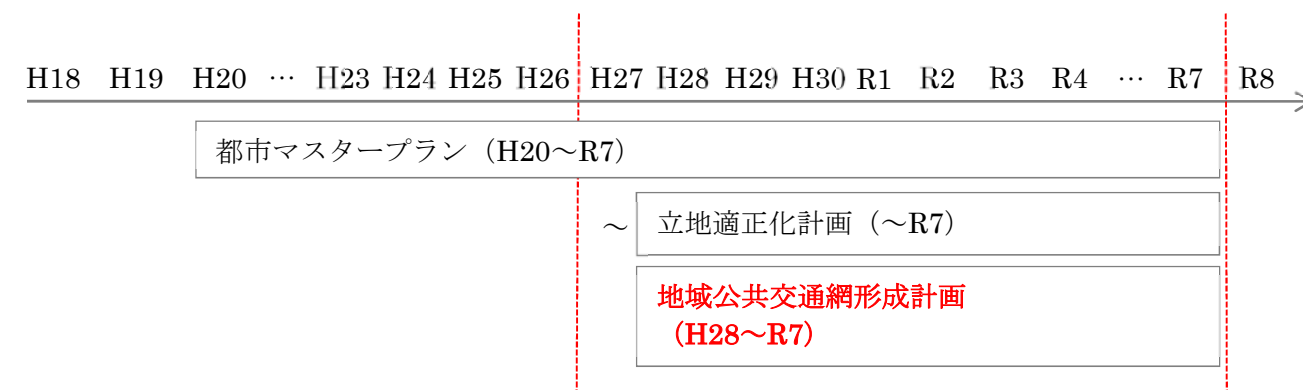 H18 H19 H20 … H23 H24 H25 H26 H27 H28 H29 H30 R1 R2 R3 R4 … R7 R8
都市マスタープラン（H20～R7）
～ 立地適正化計画（～R7）
地域公共交通網形成計画
（H28～R7）